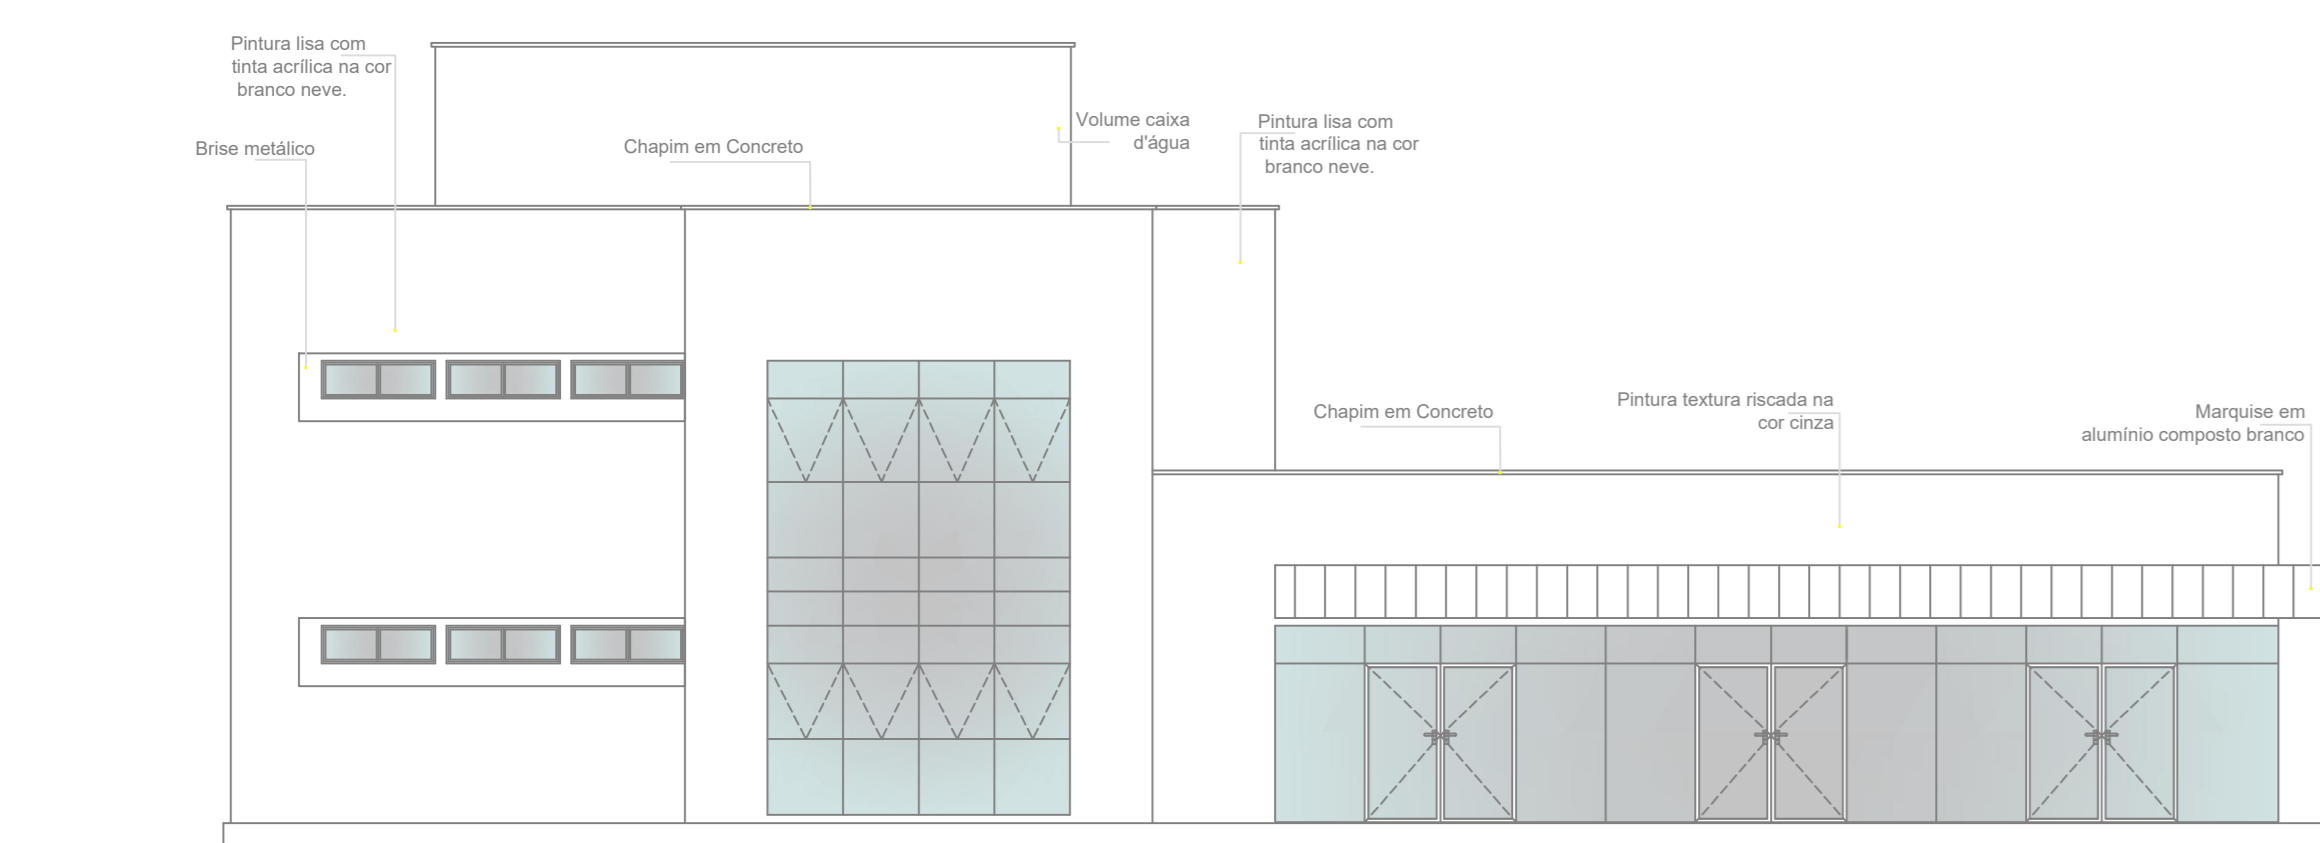 Pintura lisa com
tinta acrílica na cor
branco neve.
Brise metálico
Chapim em Concreto
Volume caixa
d'água
Pintura lisa com
tinta acrílica na cor
branco neve.
Chapim em Concreto
Pintura textura riscada na
cor cinza
Marquise em
alumínio composto branco